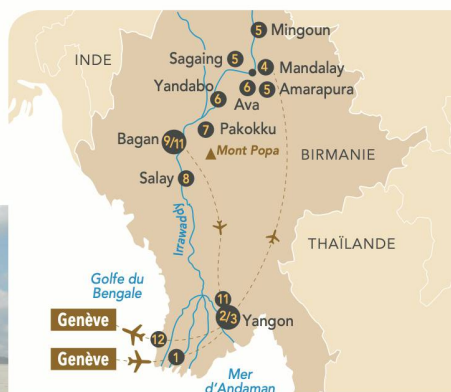 5 Mingoun
INDE
Sagaing 5
4 Mandalay
Yandabo
6
6
5 Amarapura
Ava
7 Pakokku
Bagan 9/11
Mont Popa
BIRMANIE
Salay 8
Irrawaddy
THAÏLANDE
Golfe du
Bengale
11
2/3 Yangon
Genève
12
Genève
1
Mer
d'Andaman